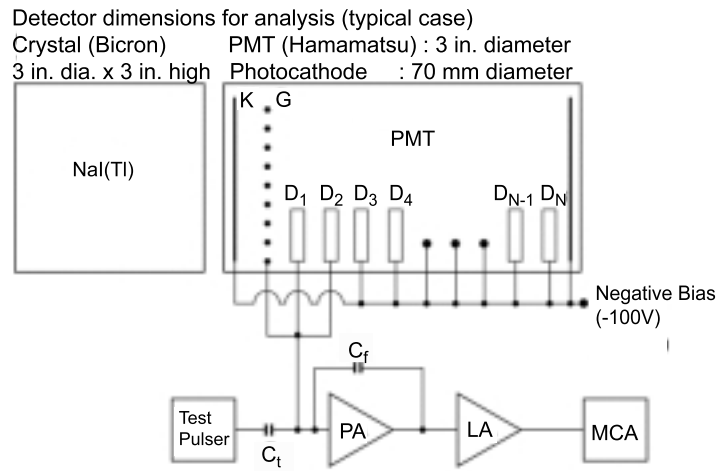 Detector dimensions for analysis (typical case)
Crystal (Bicron) PMT (Hamamatsu) : 3 in. diameter
3 in. dia. x 3 in. high Photocathode : 70 mm diameter
K G
PMT
NaI(Tl)
D1 D2 D3 D4 DN-1 DN
Negative Bias
(-100V)
Cf
Test
Pulser
PA
LA
MCA
Ct